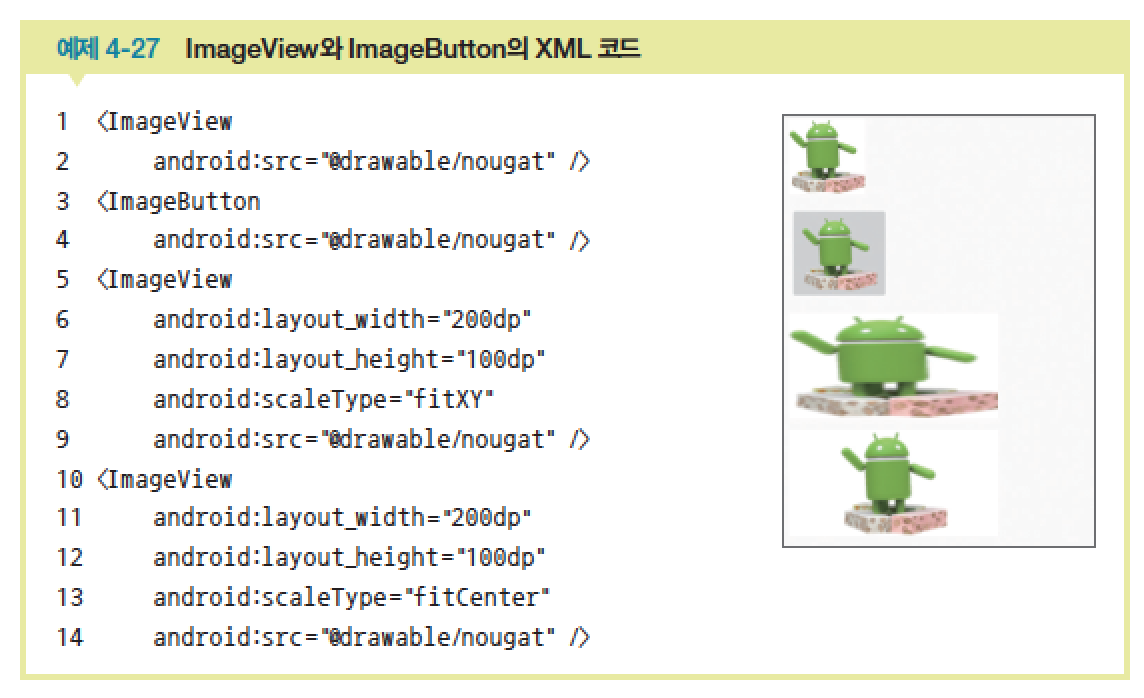 예제 4-27 ImageView와 ImageButton의 XML 코드
1 <ImageView
2 android:src="@drawable/nougat" />
3 <ImageButton
4 android:src="@drawable/nougat" />
5 <ImageView
6 android:layout_width="200dp"
7 android:layout_height="100dp"
8 android:scaleType="fitXY"
9 android:src="@drawable/nougat" />
10 <ImageView
11 android:layout_width="200dp"
12 android:layout_height="100dp"
13 android:scaleType="fitCenter"
14 android:src="@drawable/nougat" />